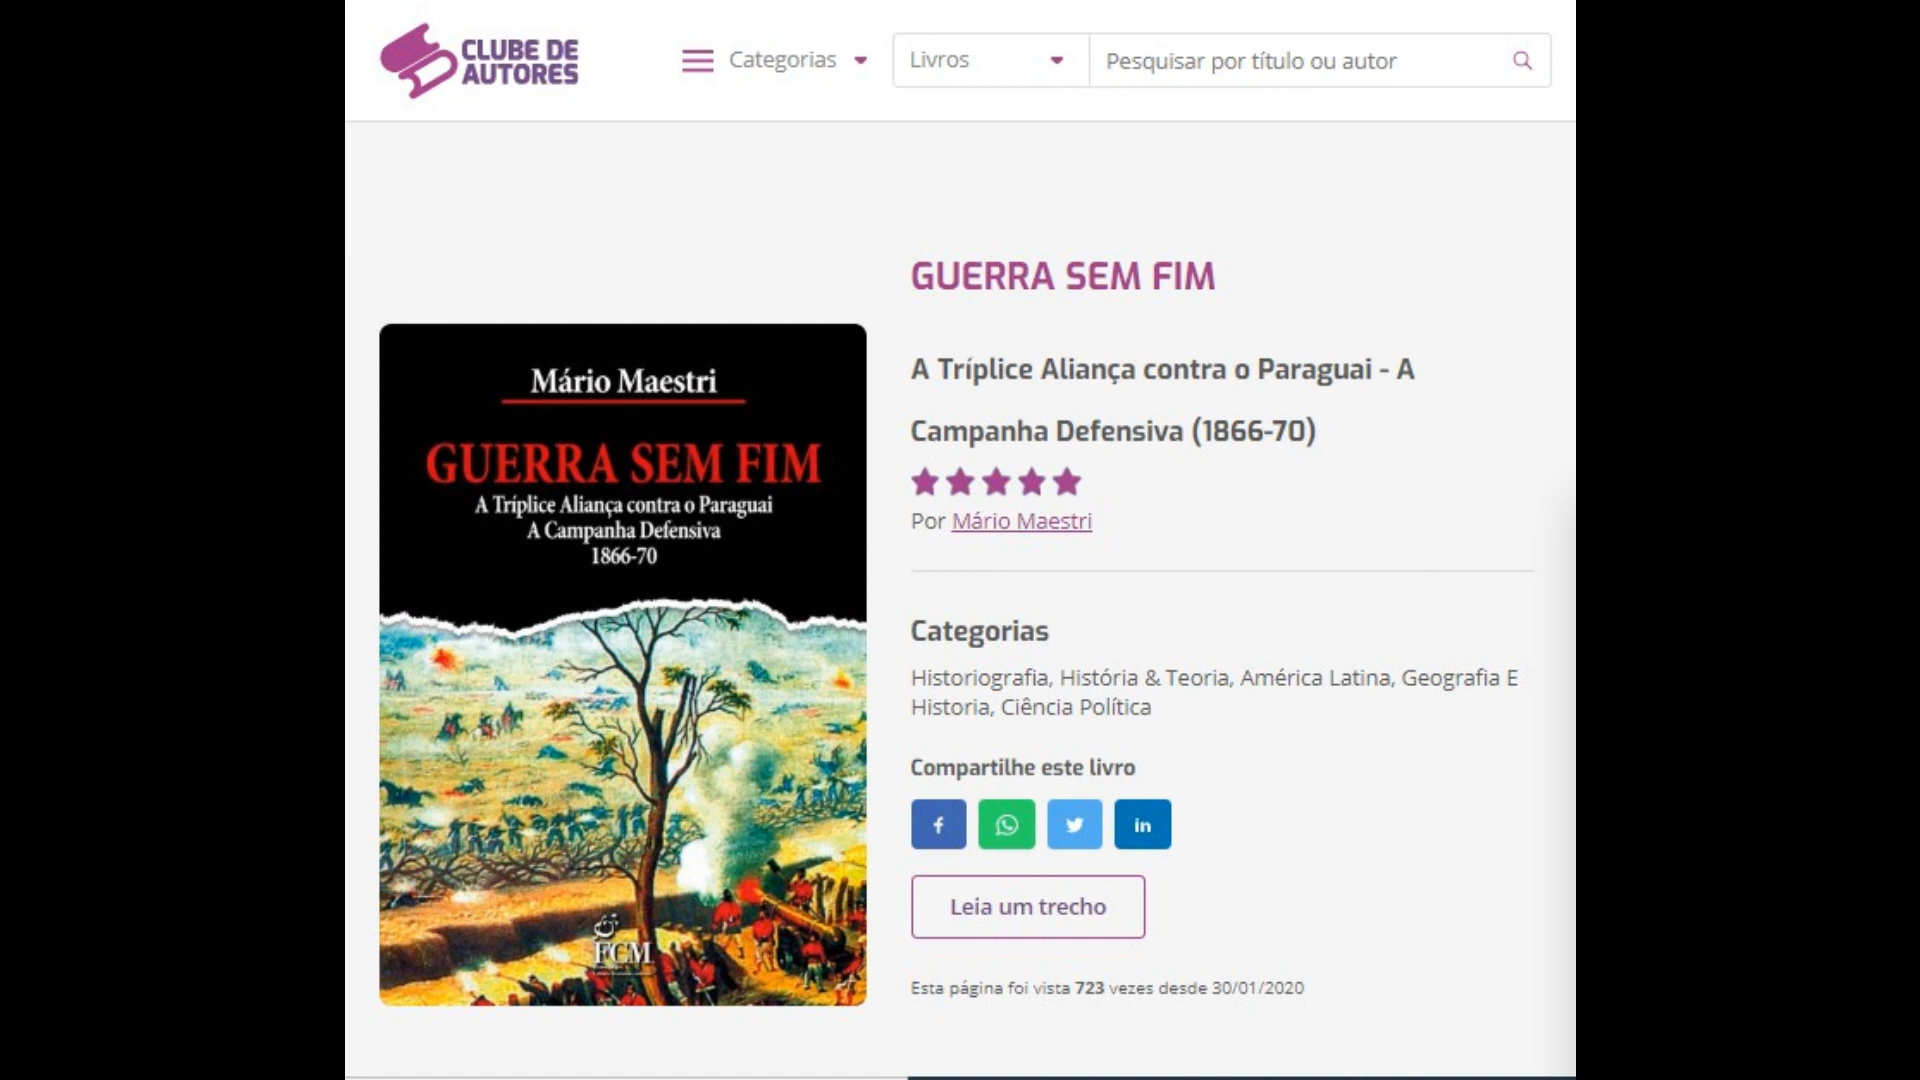 CLUBE DE
AUTORES
Categorias
Livros
Pesquisar por título ou autor
GUERRA SEM FIM
A Tríplice Aliança contra o Paraguai - A
Campanha Defensiva (1866-70)
Por Mário Maestri
Categorias
Historiografia, História & Teoria, América Latina, Geografia E
Historia, Ciência Política
Compartilhe este livro
f
in
Leia um trecho
Esta página foi vista 723 vezes desde 30/01/2020
Mário Maestri
GUERRA SEM FIM
A Tríplice Aliança contra o Paraguai
A Campanha Defensiva
1866-70
FCM